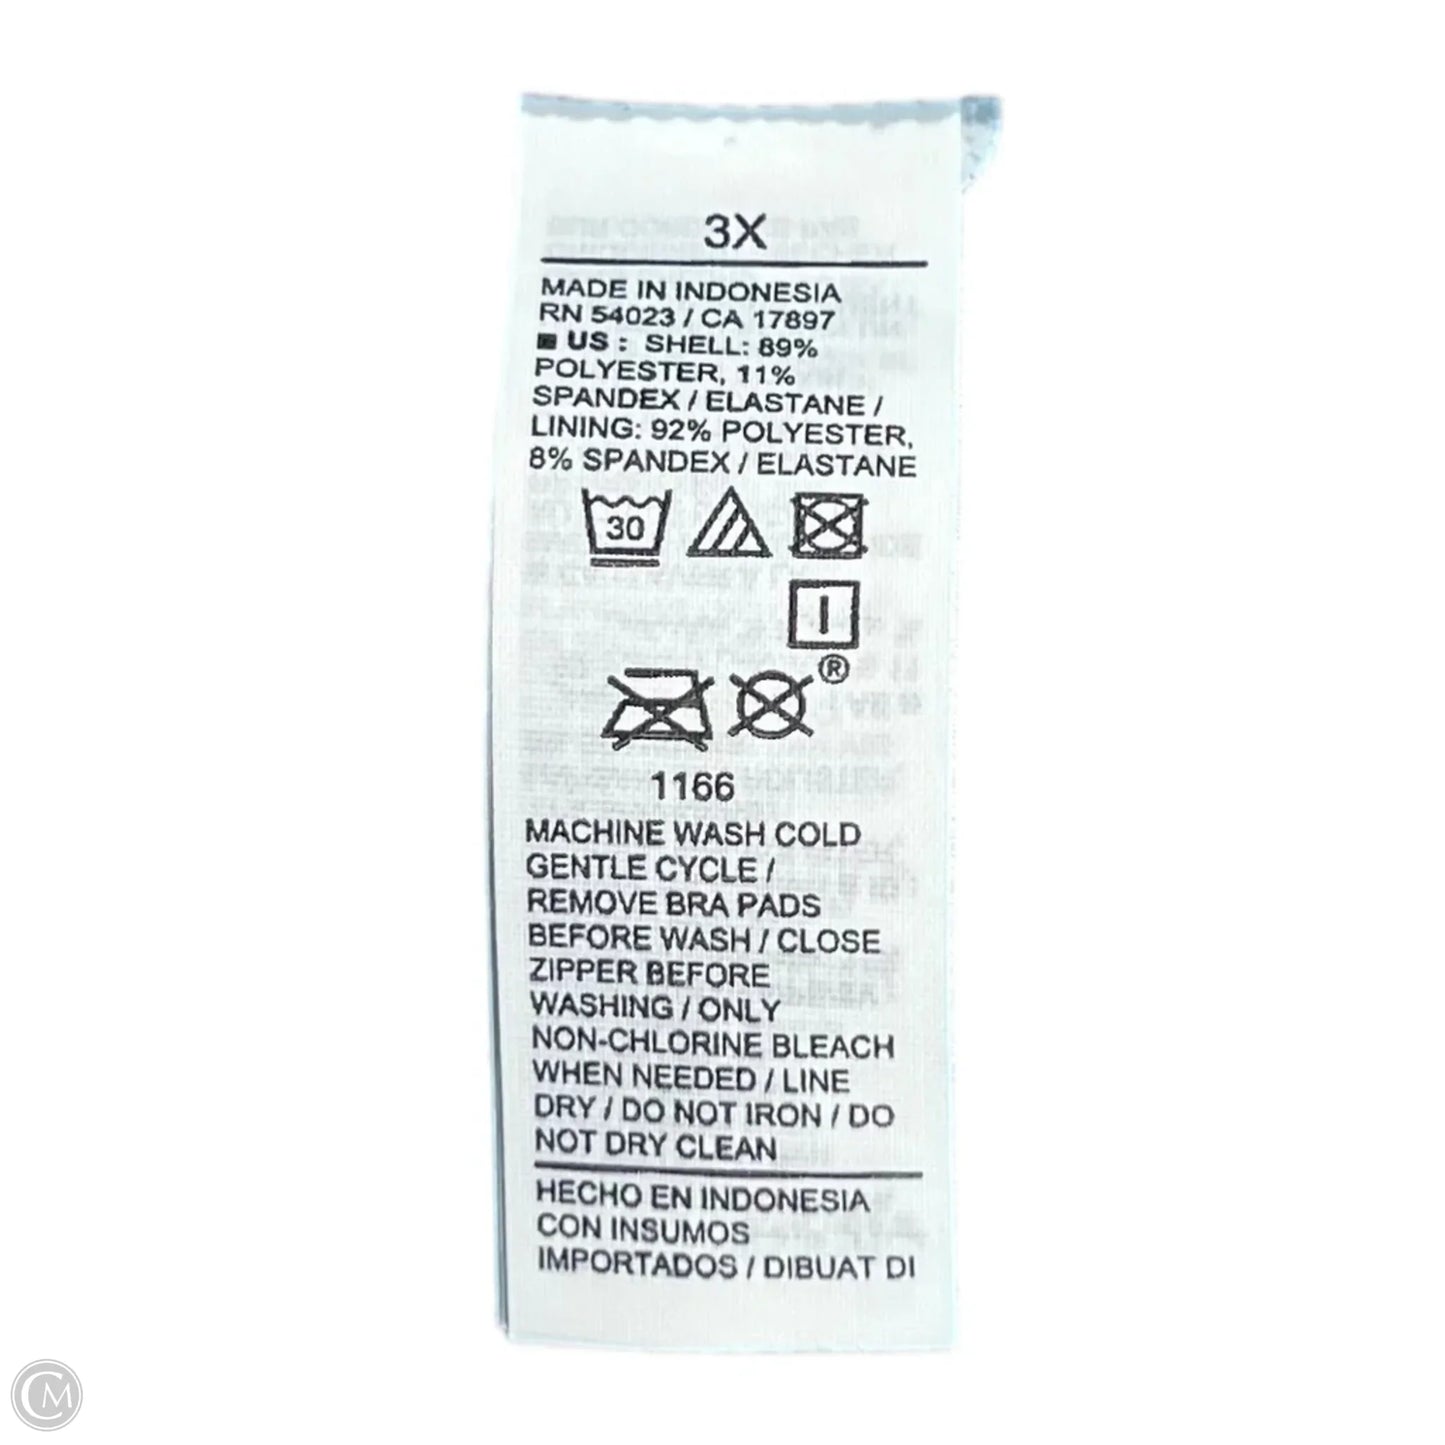 3X
MADE IN INDONESIA
RN 54023 / CA 17897
US : SHELL: 89%
POLYESTER, 11%
SPANDEX / ELASTANE /
LINING: 92% POLYESTER,
8% SPANDEX / ELASTANE
30
®
1166
MACHINE WASH COLD
GENTLE CYCLE /
REMOVE BRA PADS
BEFORE WASH / CLOSE
ZIPPER BEFORE
WASHING / ONLY
NON-CHLORINE BLEACH
WHEN NEEDED / LINE
DRY / DO NOT IRON / DO
NOT DRY CLEAN
HECHO EN INDONESIA
CON INSUMOS
IMPORTADOS / DIBUAT DI
CM